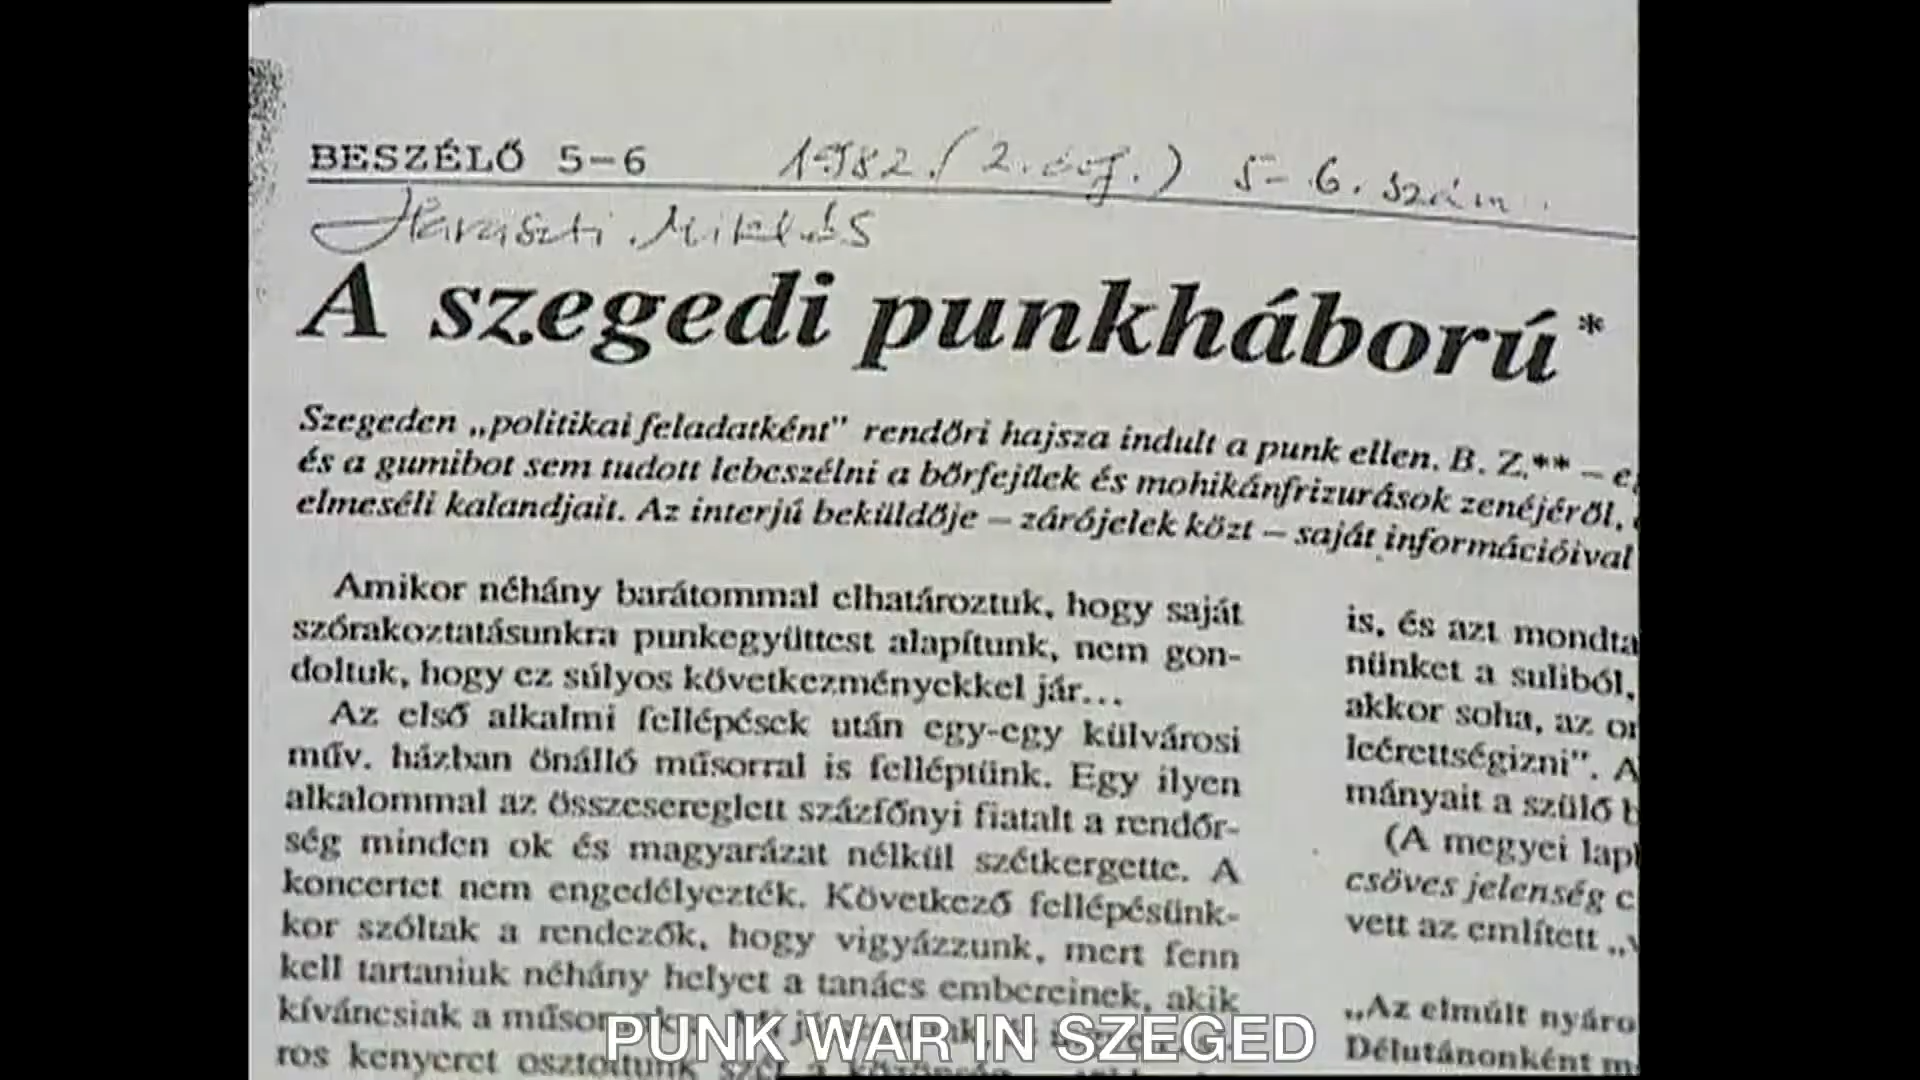 BESZÉLŐ 5-6 1982. (2. évf.) 5-6. szám.
Haraszti Miklós
A szegedi punkháború*
Szegeden „politikai feladatként" rendőri hajsza indult a punk ellen. B. Z.** –
és a gumibot sem tudott lebeszélni a bőrfejűek és mohikánfrizurások zenéjéről,
elmeséli kalandjait. Az interjú beküldője – zárójelek közt – saját információival
Amikor néhány barátommal elhatároztuk, hogy saját
szórakoztatásunkra punkegyüttest alapítunk, nem gon-
doltuk, hogy ez súlyos következményekkel jár...
Az első alkalmi fellépések után egy-egy külvárosi
műv. házban önálló műsorral is felléptünk. Egy ilyen
alkalommal az összesereglett százfőnyi fiatalt a rendőr-
ség minden ok és magyarázat nélkül szétkergette. A
koncertet nem engedélyezték. Következő fellépésünk-
kor szóltak a rendezők, hogy vigyázzunk, mert fenn
kell tartaniuk néhány helyet a tanács embereinek, akik
kíváncsiak a
ros kenyeret osztottunk
is, és azt mondta
nünket a suliból,
akkor soha, az
leérettségizni". A
mányait a szülő
(A megyei
csöves jelenség
vett az említett
„Az elmúlt
Délutánonként
PUNK WAR IN SZEGED